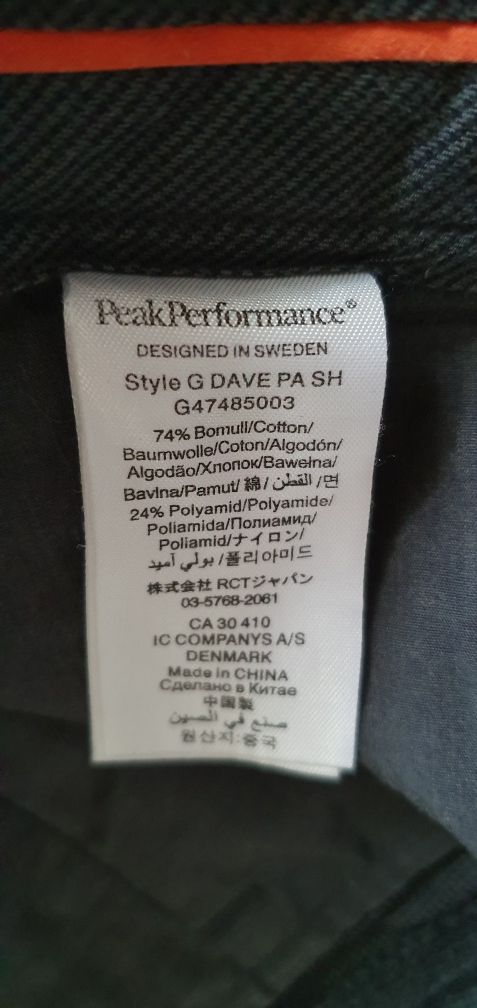 PeakPerformance®
DESIGNED IN SWEDEN
Style G DAVE PA SH
G47485003
74% Bomull/Cotton/
Baumwolle/Coton/Algodón/
Algodão/Хлопок/Bawełna/
Bavlna/Pamut/ 綿/ القطن /면
24% Polyamid/Polyamide/
Poliamida/Полиамид/
Poliamid/ナイロン/
بولي أميد /폴리아미드
株式会社 RCTジャパン
03-5768-2061
CA 30 410
IC COMPANYS A/S
DENMARK
Made in CHINA
Сделано в Китае
中国製
صنع في الصين
원산지:중국